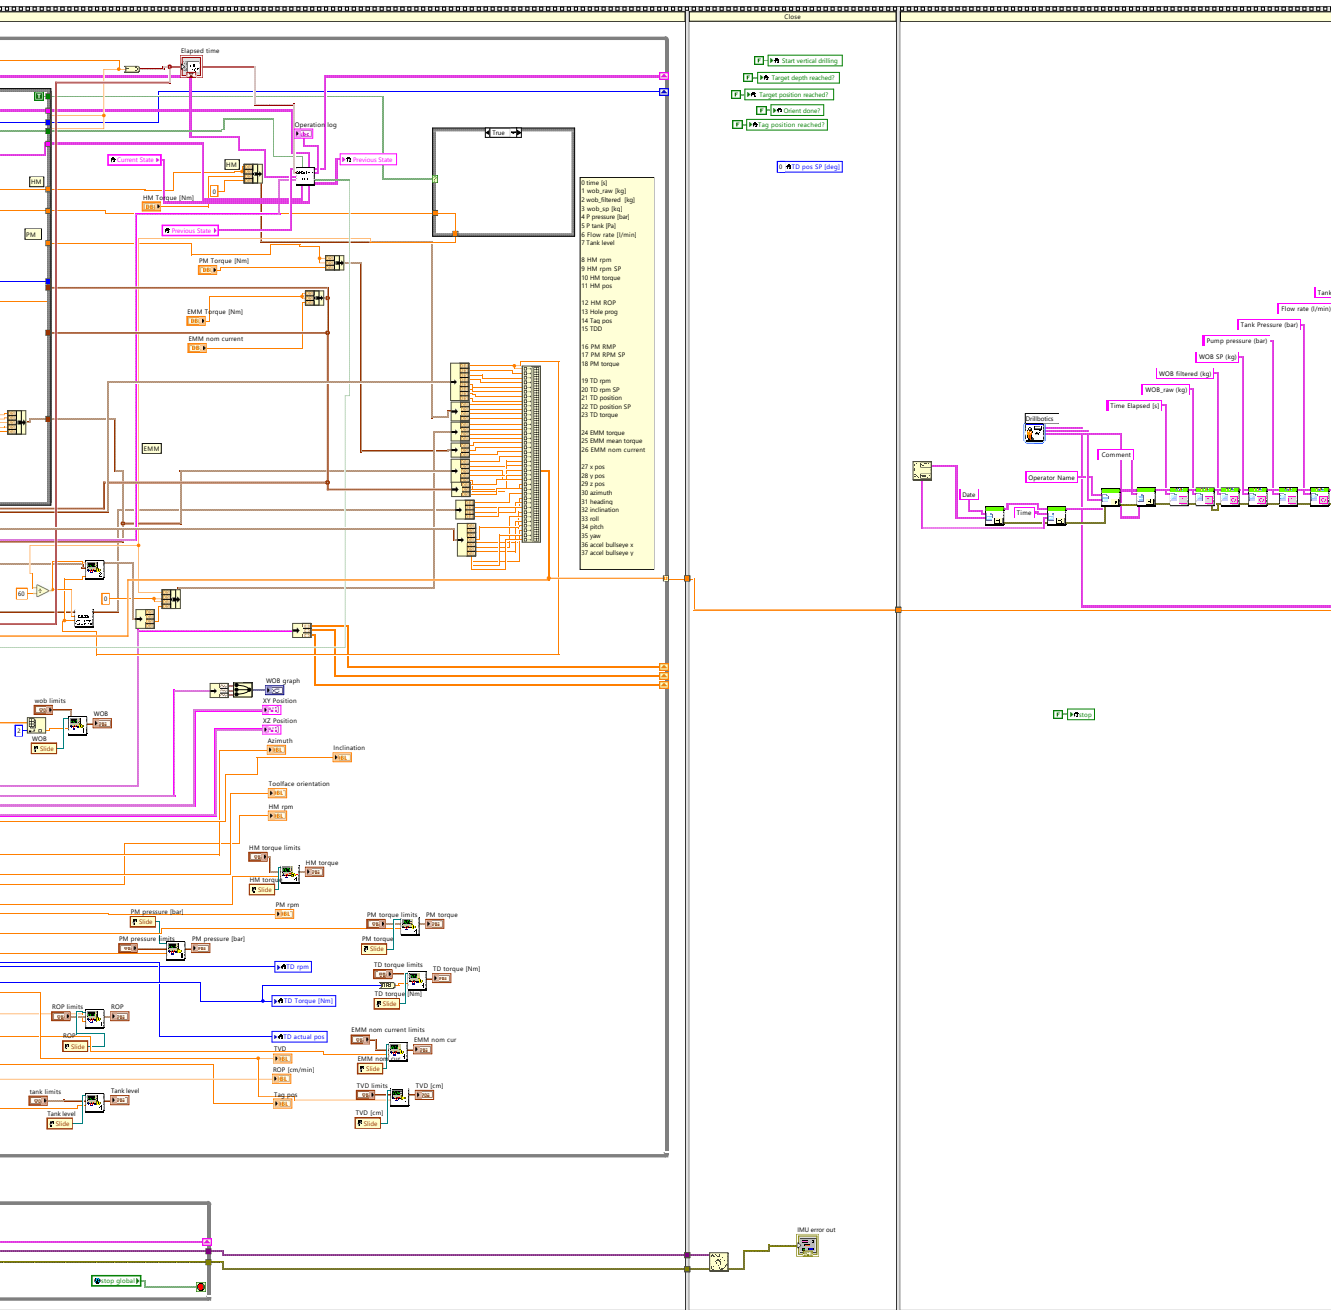 Close
Elapsed time
Start vertical drilling
Target depth reached?
Target position reached?
Orient done?
Tag position reached?
TD pos SP [deg]
Operation log
True
Current State
Previous State
HM
HM
HM Torque [Nm]
0
Previous State
PM
PM Torque [Nm]
EMM Torque [Nm]
EMM nom current
EMM
0 time [s]
1 wob_raw [kg]
2 wob_filtered [kg]
3 wob_sp [kg]
4 P pressure [bar]
5 P tank [Pa]
6 Flow rate [l/min]
7 Tank level
8 HM rpm
9 HM rpm SP
10 HM torque
11 HM pos
12 HM ROP
13 Hole prog
14 Tag pos
15 TDD
16 PM RMP
17 PM RPM SP
18 PM torque
19 TD rpm
20 TD rpm SP
21 TD position
22 TD position SP
23 TD torque
24 EMM torque
25 EMM mean torque
26 EMM nom current
27 x pos
28 y pos
29 z pos
30 azimuth
31 heading
32 inclination
33 roll
34 pitch
35 yaw
36 accel bullseye x
37 accel bullseye y
Tank
Flow rate (l/min)
Tank Pressure (bar)
Pump pressure (bar)
WOB SP (kg)
WOB filtered (kg)
WOB_raw (kg)
Time Elapsed [s]
Drillbotics
Comment
Operator Name
Date
Time
60
0
stop
WOB graph
XY Position
XZ Position
wob limits
WOB
2
WOB
Slide
Azimuth
Inclination
Toolface orientation
HM rpm
HM torque limits
HM torque
HM torque
Slide
PM rpm
PM pressure [bar]
Slide
PM torque limits
PM torque
PM pressure limits
PM pressure [bar]
PM torque
Slide
TD rpm
TD torque limits
TD torque [Nm]
TD torque [Nm]
Slide
TD Torque [Nm]
ROP limits
ROP
ROP
Slide
TD actual pos
EMM nom current limits
EMM nom cur
EMM nom
Slide
TVD
ROP [cm/min]
Tag pos
TVD limits
TVD [cm]
TVD [cm]
Slide
tank limits
Tank level
Tank level
Slide
IMU error out
stop global